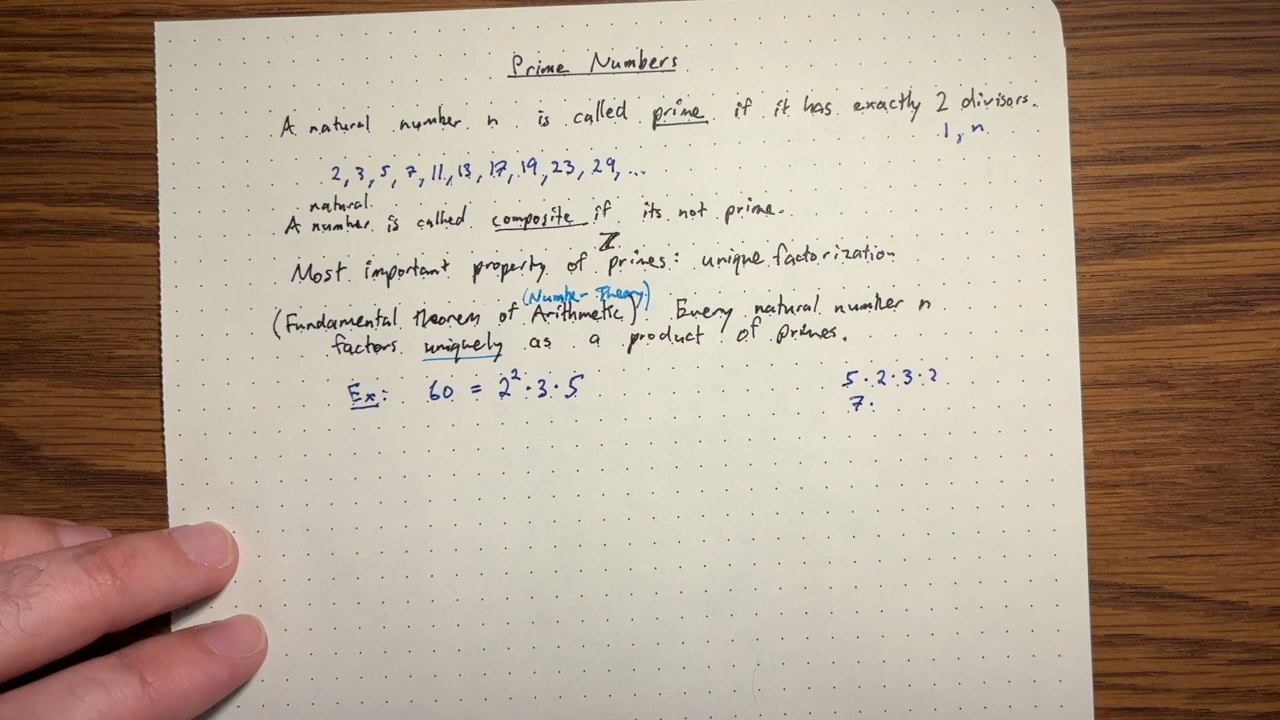 Prime Numbers
A natural number n is called prime if it has exactly 2 divisors.
1, n
2, 3, 5, 7, 11, 13, 17, 19, 23, 29, ...
natural
A number is called composite if its not prime.
ℤ
Most important property of primes: unique factorization
(Number Theory)
(Fundamental theorem of Arithmetic) Every natural number n
factors uniquely as a product of primes.
Ex: 60 = 2² · 3 · 5
5 · 2 · 3 · 2
7 ·